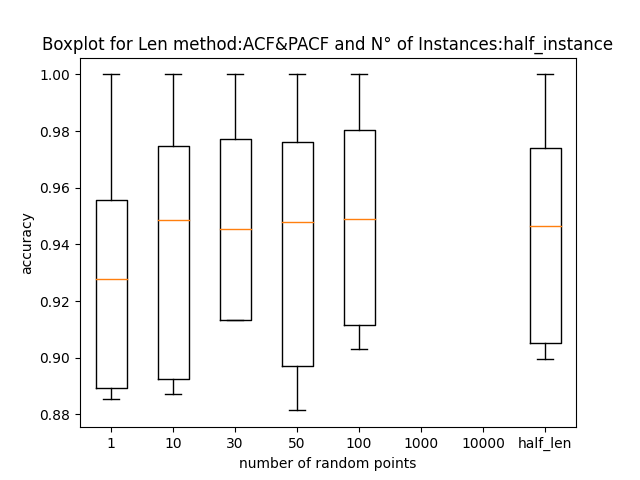 Boxplot for Len method:ACF&PACF and N° of Instances:half_instance
1.00
0.98
0.96
0.94
0.92
0.90
0.88
accuracy
1 10 30 50 100 1000 10000 half_len
number of random points